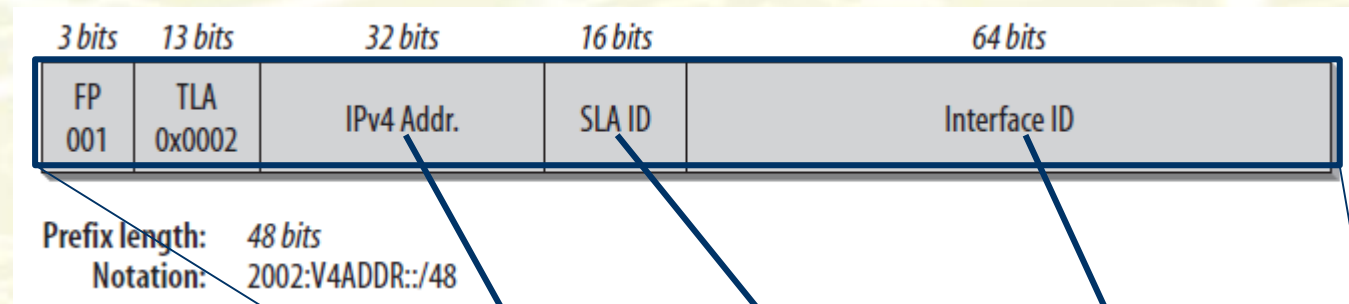 3 bits 13 bits 32 bits 16 bits 64 bits
FP TLA IPv4 Addr. SLA ID Interface ID
001 0x0002
Prefix length: 48 bits
Notation: 2002:V4ADDR::/48